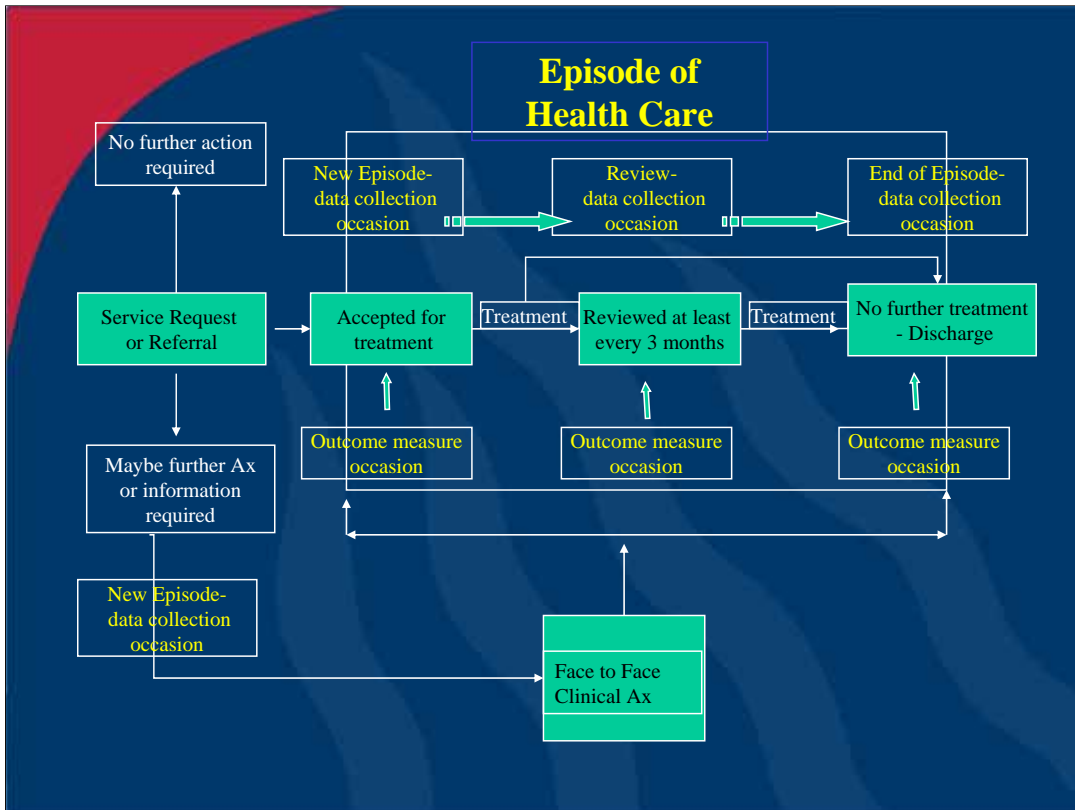 Episode of
Health Care
No further action
required
New Episode-
data collection
occasion
Review-
data collection
occasion
End of Episode-
data collection
occasion
Service Request
or Referral
Accepted for
treatment
Treatment
Reviewed at least
every 3 months
Treatment
No further treatment
- Discharge
Outcome measure
occasion
Outcome measure
occasion
Outcome measure
occasion
Maybe further Ax
or information
required
New Episode-
data collection
occasion
Face to Face
Clinical Ax